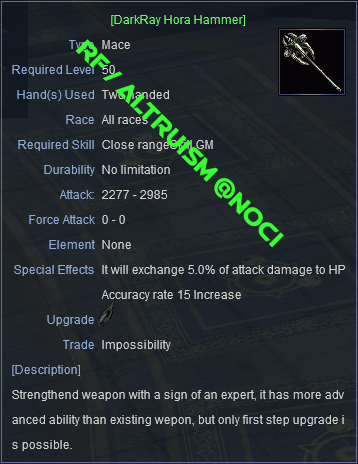 [DarkRay Hora Hammer]
Type Mace
Required Level 50
Hand(s) Used Two handed
Race All races
Required Skill Close range Skill GM
Durability No limitation
Attack: 2277 - 2985
Force Attack 0 - 0
Element None
Special Effects It will exchange 5.0% of attack damage to HP
Accuracy rate 15 Increase
Upgrade
Trade Impossibility
[Description]
Strengthend weapon with a sign of an expert, it has more adv
anced ability than existing wepon, but only first step upgrade i
s possible.
RF/ ALTRUISM @NOCI